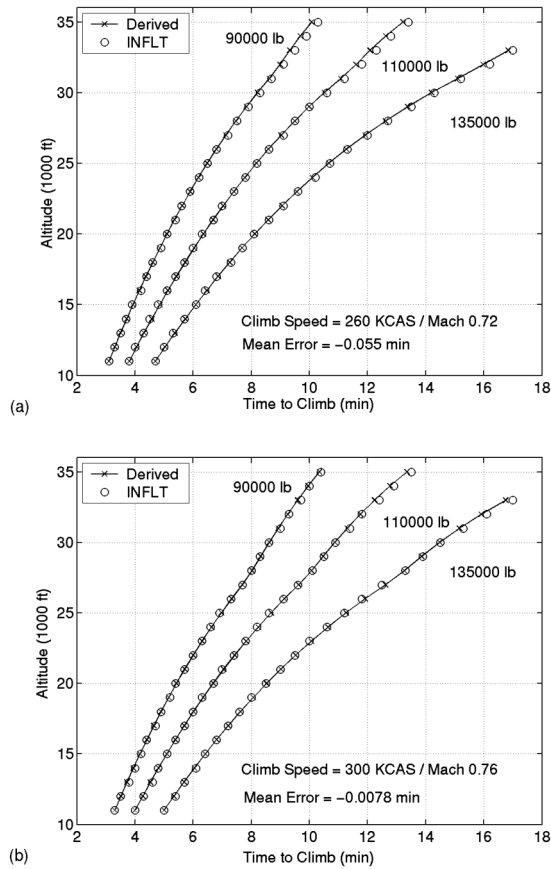 Derived
INFLT
90000 lb
110000 lb
135000 lb
Climb Speed = 260 KCAS / Mach 0.72
Mean Error = −0.055 min
Altitude (1000 ft)
35
30
25
20
15
10
2 4 6 8 10 12 14 16 18
Time to Climb (min)
(a)
Derived
INFLT
90000 lb
110000 lb
135000 lb
Climb Speed = 300 KCAS / Mach 0.76
Mean Error = −0.0078 min
Altitude (1000 ft)
35
30
25
20
15
10
2 4 6 8 10 12 14 16 18
Time to Climb (min)
(b)